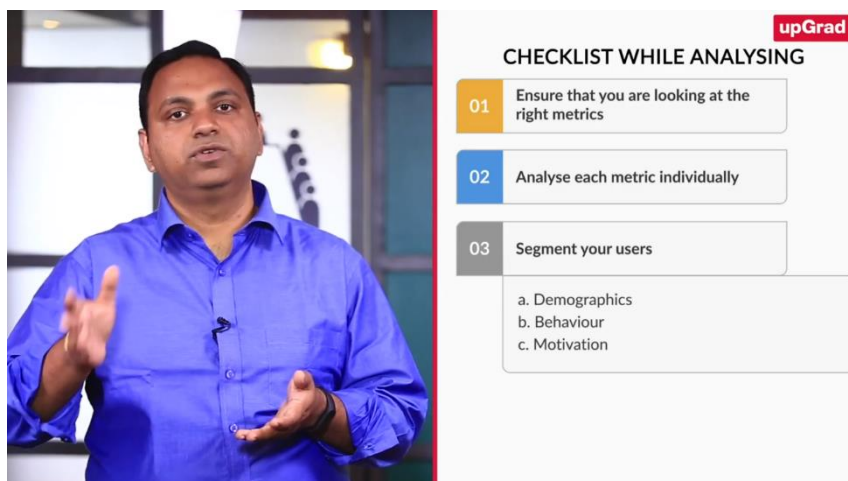 upGrad
CHECKLIST WHILE ANALYSING
01
Ensure that you are looking at the
right metrics
02
Analyse each metric individually
03
Segment your users
a. Demographics
b. Behaviour
c. Motivation